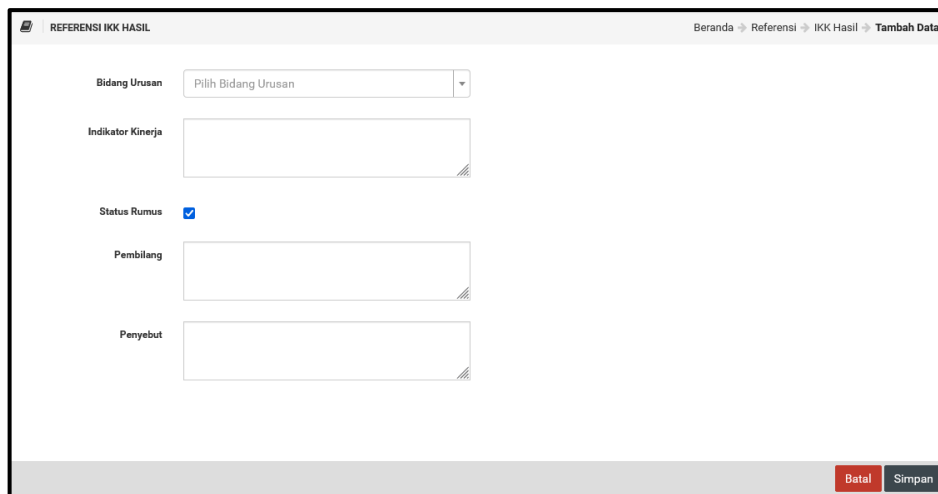 REFERENSI IKK HASIL
Beranda Referensi IKK Hasil Tambah Data
Bidang Urusan
Pilih Bidang Urusan
Indikator Kinerja
Status Rumus
Pembilang
Penyebut
Batal Simpan